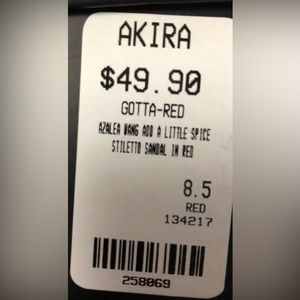 AKIRA
$49.90
GOTTA-RED
AZALEA WANG ADD A LITTLE SPICE
STILETTO SANDAL IN RED
8.5
RED
134217
258069